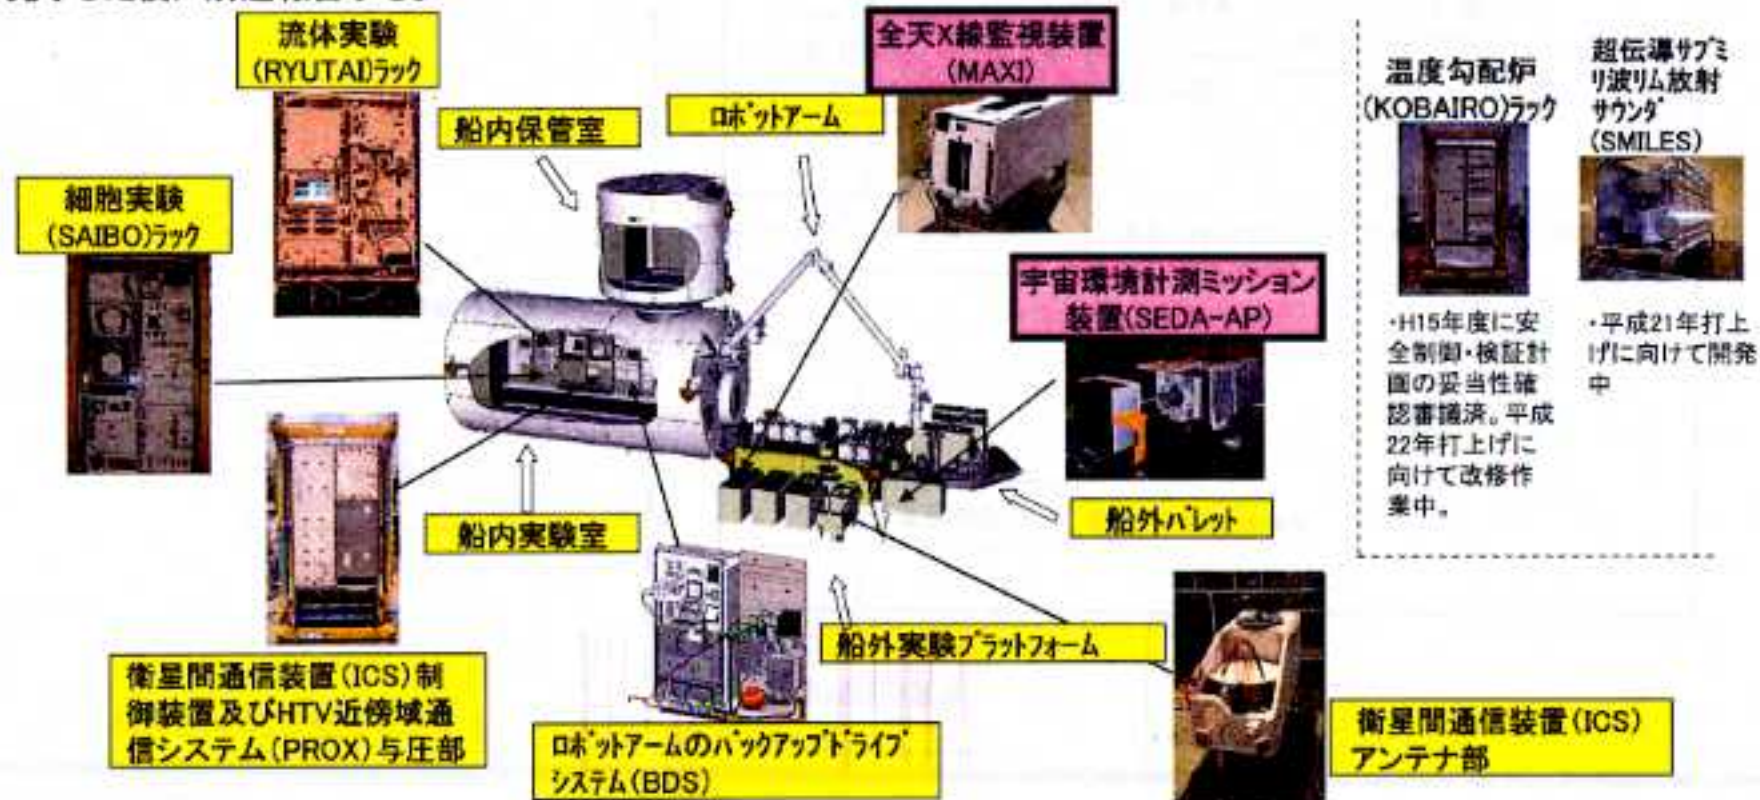 流体実験
(RYUTAI)ラック
全天X線監視装置
(MAXI)
船内保管室
ロボットアーム
細胞実験
(SAIBO)ラック
宇宙環境計測ミッション
装置(SEDA-AP)
船内実験室
船外パレット
船外実験プラットフォーム
衛星間通信装置(ICS)制
御装置及びHTV近傍域通
信システム(PROX)与圧部
ロボットアームのバックアップドライブ
システム(BDS)
衛星間通信装置(ICS)
アンテナ部
温度勾配炉
(KOBAIRO)ラック
・H15年度に安
全制御・検証計
画の妥当性確
認審議済。平成
22年打上げに
向けて改修作
業中。
超伝導サブミ
リ波リム放射
サウンダ
(SMILES)
・平成21年打上
げに向けて開発
中